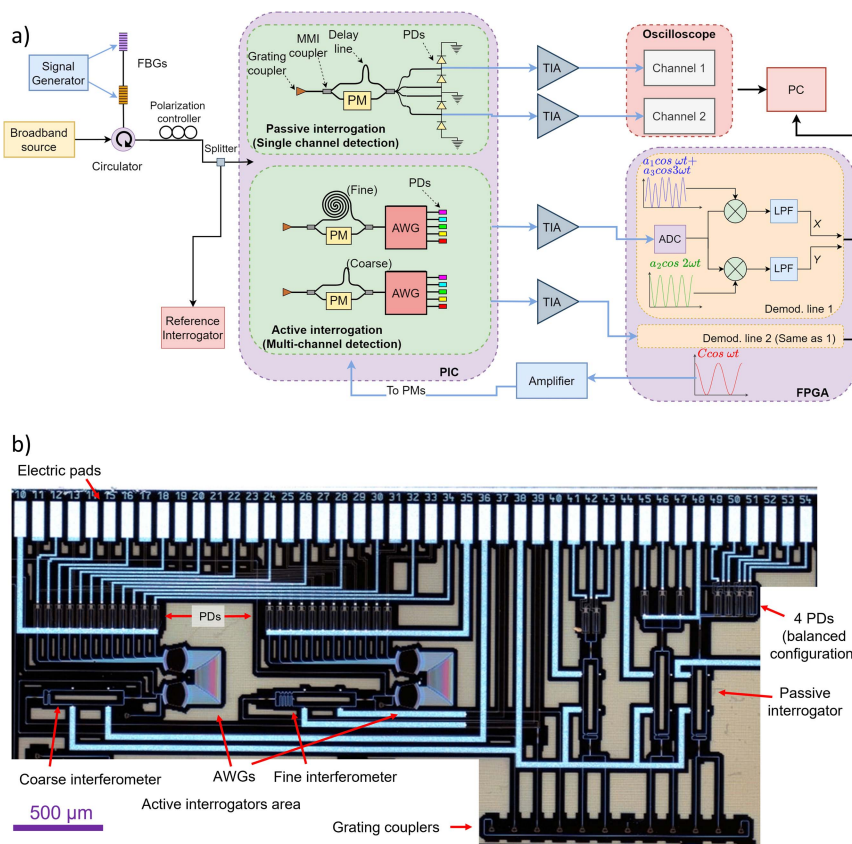 a)
Signal
Generator
FBGs
Polarization
controller
Broadband
source
Circulator
Splitter
Reference
Interrogator
Grating
coupler
MMI
coupler
Delay
line
PDs
PM
Passive interrogation
(Single channel detection)
(Fine)
PDs
PM
AWG
(Coarse)
PM
AWG
Active interrogation
(Multi-channel detection)
PIC
TIA
TIA
TIA
TIA
Oscilloscope
Channel 1
Channel 2
PC
a₁cos ωt+
a₃cos3ωt
ADC
LPF
X
LPF
Y
a₂cos 2ωt
Demod. line 1
Demod. line 2 (Same as 1)
Ccos ωt
FPGA
Amplifier
To PMs
b)
Electric pads
10 11 12 13 14 15 16 17 18 19 20 21 22 23 24 25 26 27 28 29 30 31 32 33 34 35 36 37 38 39 40 41 42 43 44 45 46 47 48 49 50 51 52 53 54
PDs
4 PDs
(balanced
configuration)
Passive
interrogator
Coarse interferometer
AWGs
Fine interferometer
Active interrogators area
500 µm
Grating couplers